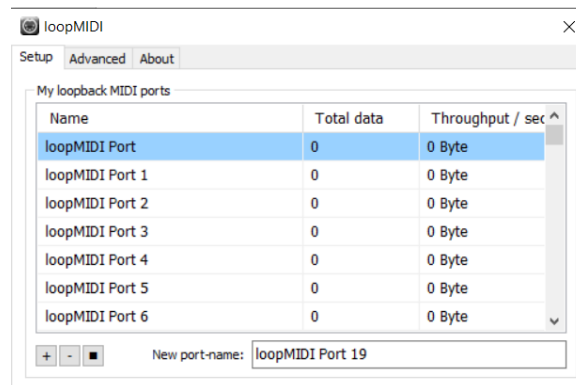 loopMIDI
Setup Advanced About
My loopback MIDI ports
Name Total data Throughput / sec
loopMIDI Port 0 0 Byte
loopMIDI Port 1 0 0 Byte
loopMIDI Port 2 0 0 Byte
loopMIDI Port 3 0 0 Byte
loopMIDI Port 4 0 0 Byte
loopMIDI Port 5 0 0 Byte
loopMIDI Port 6 0 0 Byte
+ - New port-name: loopMIDI Port 19